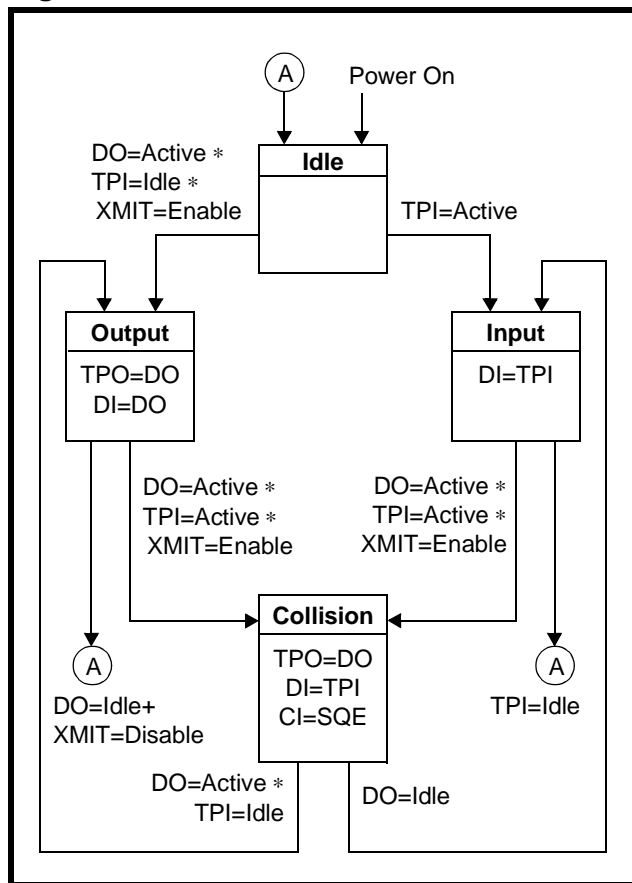 A
Power On
DO=Active *
TPI=Idle *
XMIT=Enable
Idle
TPI=Active
Output
TPO=DO
DI=DO
Input
DI=TPI
DO=Active *
TPI=Active *
XMIT=Enable
DO=Active *
TPI=Active *
XMIT=Enable
Collision
TPO=DO
DI=TPI
CI=SQE
A
DO=Idle+
XMIT=Disable
A
TPI=Idle
DO=Active *
TPI=Idle
DO=Idle